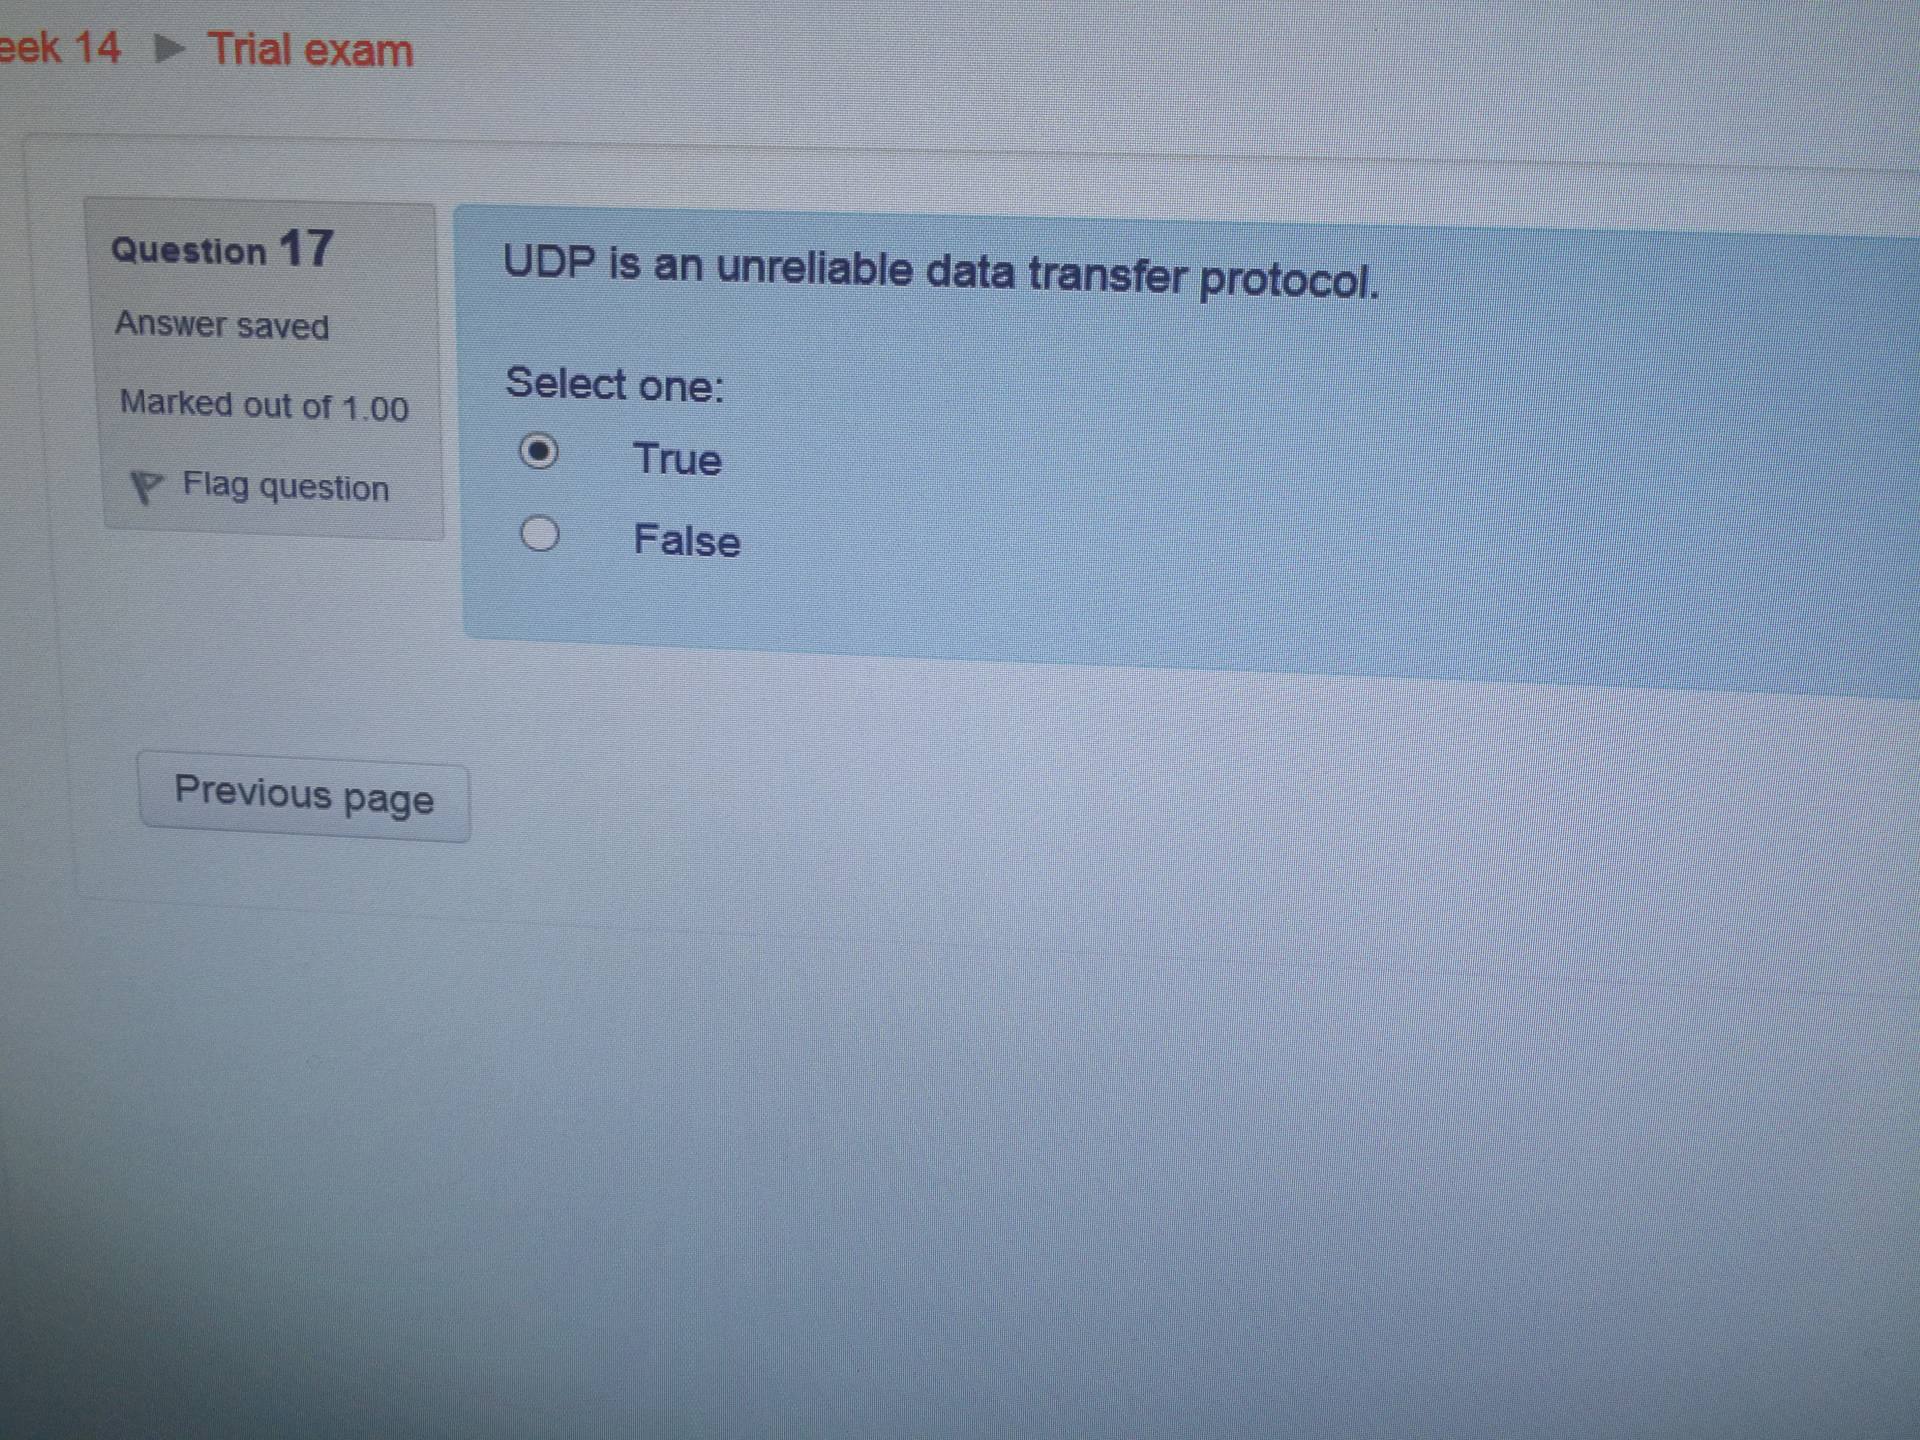 eek 14 ► Trial exam
Question 17
Answer saved
Marked out of 1.00
Flag question
UDP is an unreliable data transfer protocol.
Select one:
True
False
Previous page